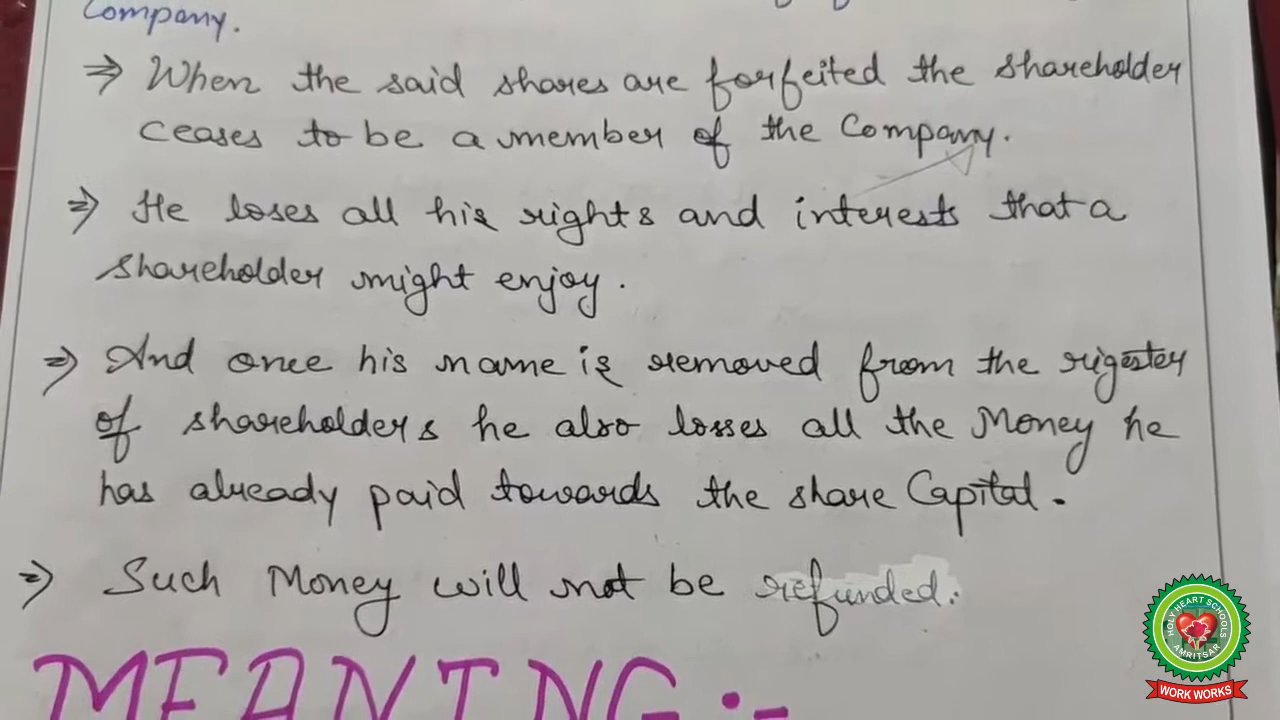 Company.
⇒ When the said shares are forfeited the shareholder
ceases to be a member of the Company.
⇒ He loses all his rights and interests that a
shareholder might enjoy.
⇒ And once his name is removed from the rigester
of shareholders he also losses all the Money he
has already paid towards the share Capital.
⇒ Such Money will not be refunded.
MEANING :-
HOLY HEART SCHOOLS
AMRITSAR
WORK WORKS